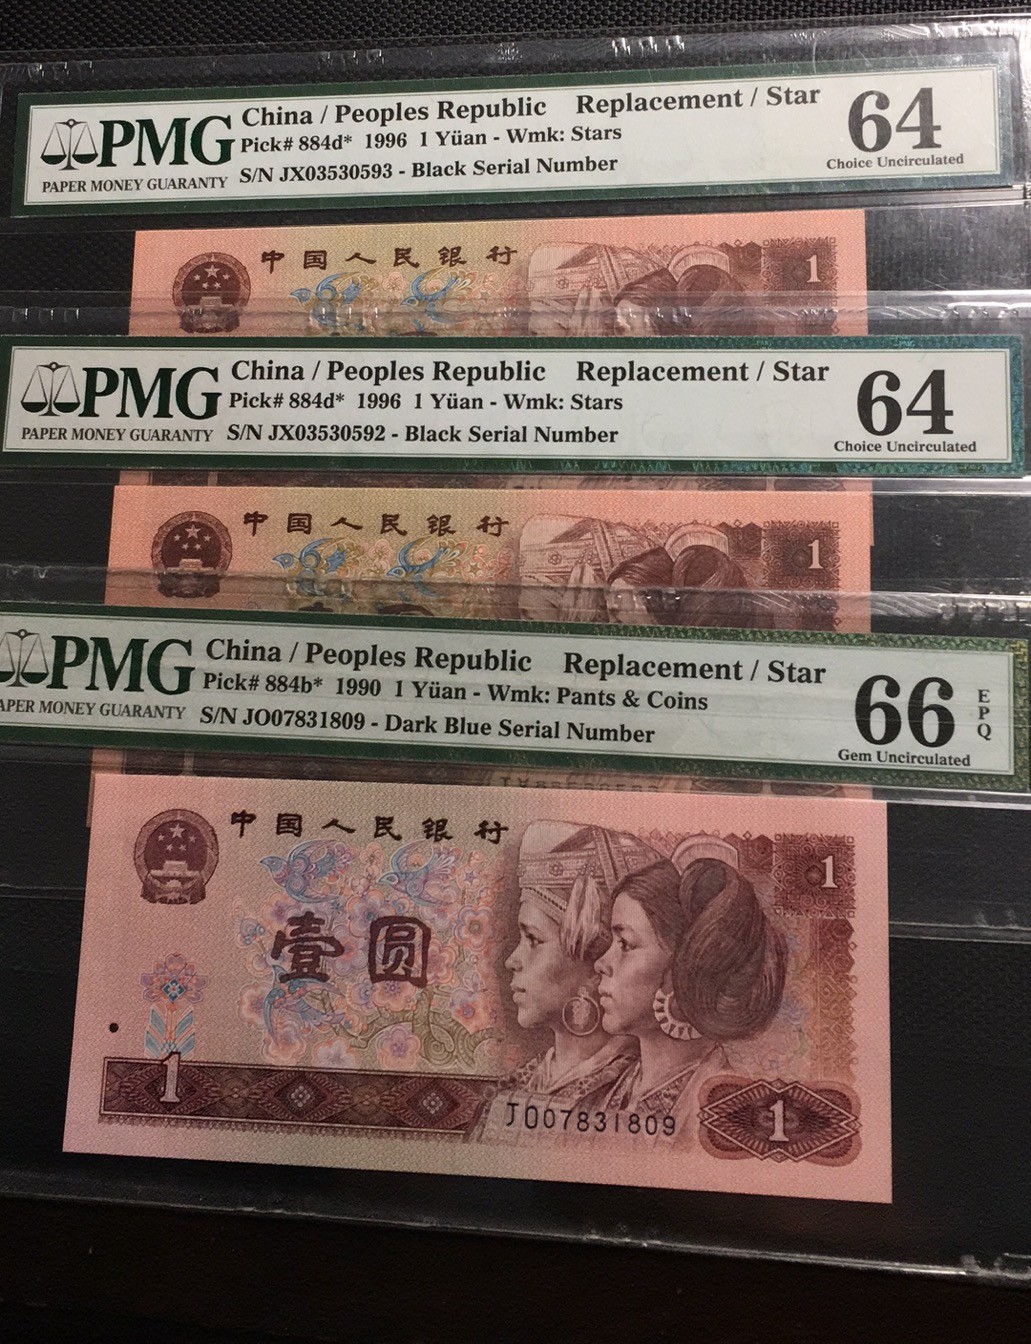 PMG
PAPER MONEY GUARANTY
China / Peoples Republic Replacement / Star
Pick# 884d* 1996 1 Yüan - Wmk: Stars
S/N JX03530593 - Black Serial Number
64
Choice Uncirculated
中国人民银行
1
PMG
PAPER MONEY GUARANTY
China / Peoples Republic Replacement / Star
Pick# 884d* 1996 1 Yüan - Wmk: Stars
S/N JX03530592 - Black Serial Number
64
Choice Uncirculated
中国人民银行
1
PMG
APER MONEY GUARANTY
China / Peoples Republic Replacement / Star
Pick# 884b* 1990 1 Yüan - Wmk: Pants & Coins
S/N JO07831809 - Dark Blue Serial Number
66
EPQ
Gem Uncirculated
中国人民银行
1
壹圆
1
JO07831809
1